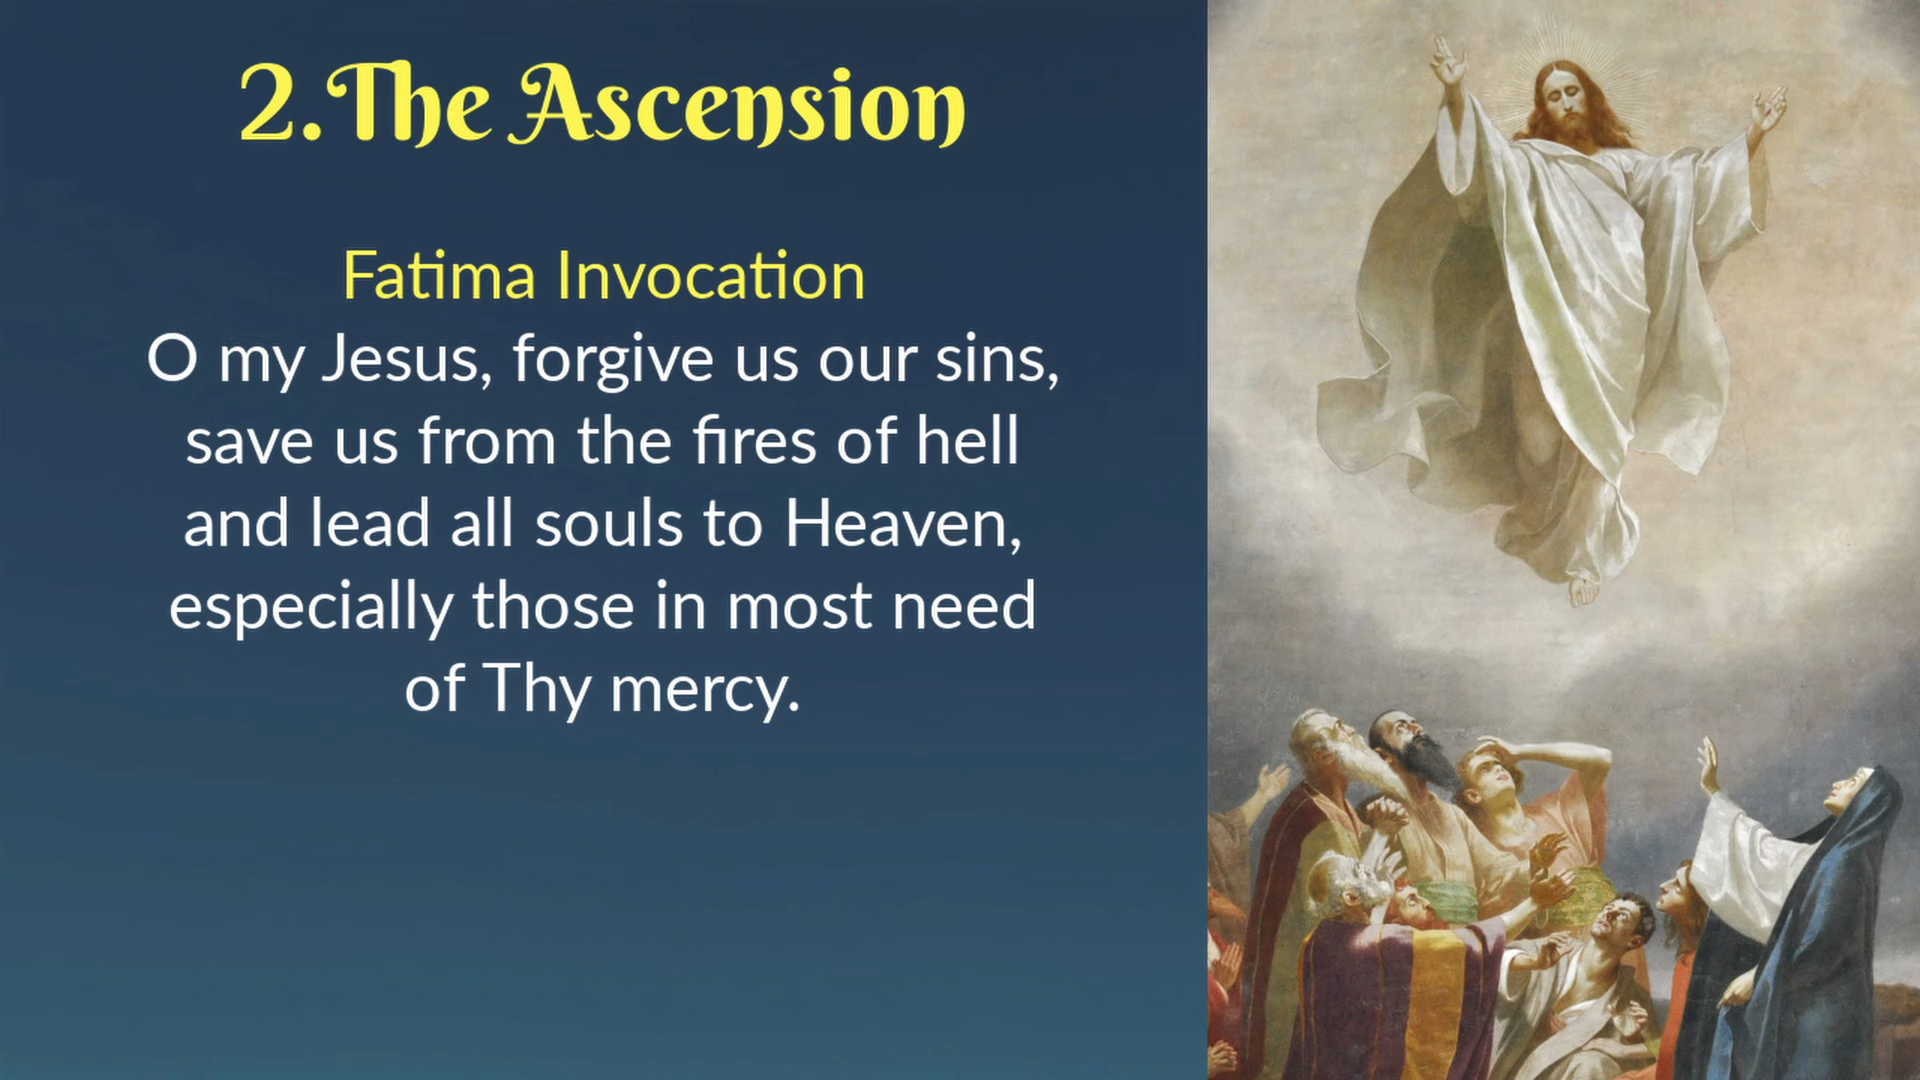 2.The Ascension
Fatima Invocation
O my Jesus, forgive us our sins,
save us from the fires of hell
and lead all souls to Heaven,
especially those in most need
of Thy mercy.